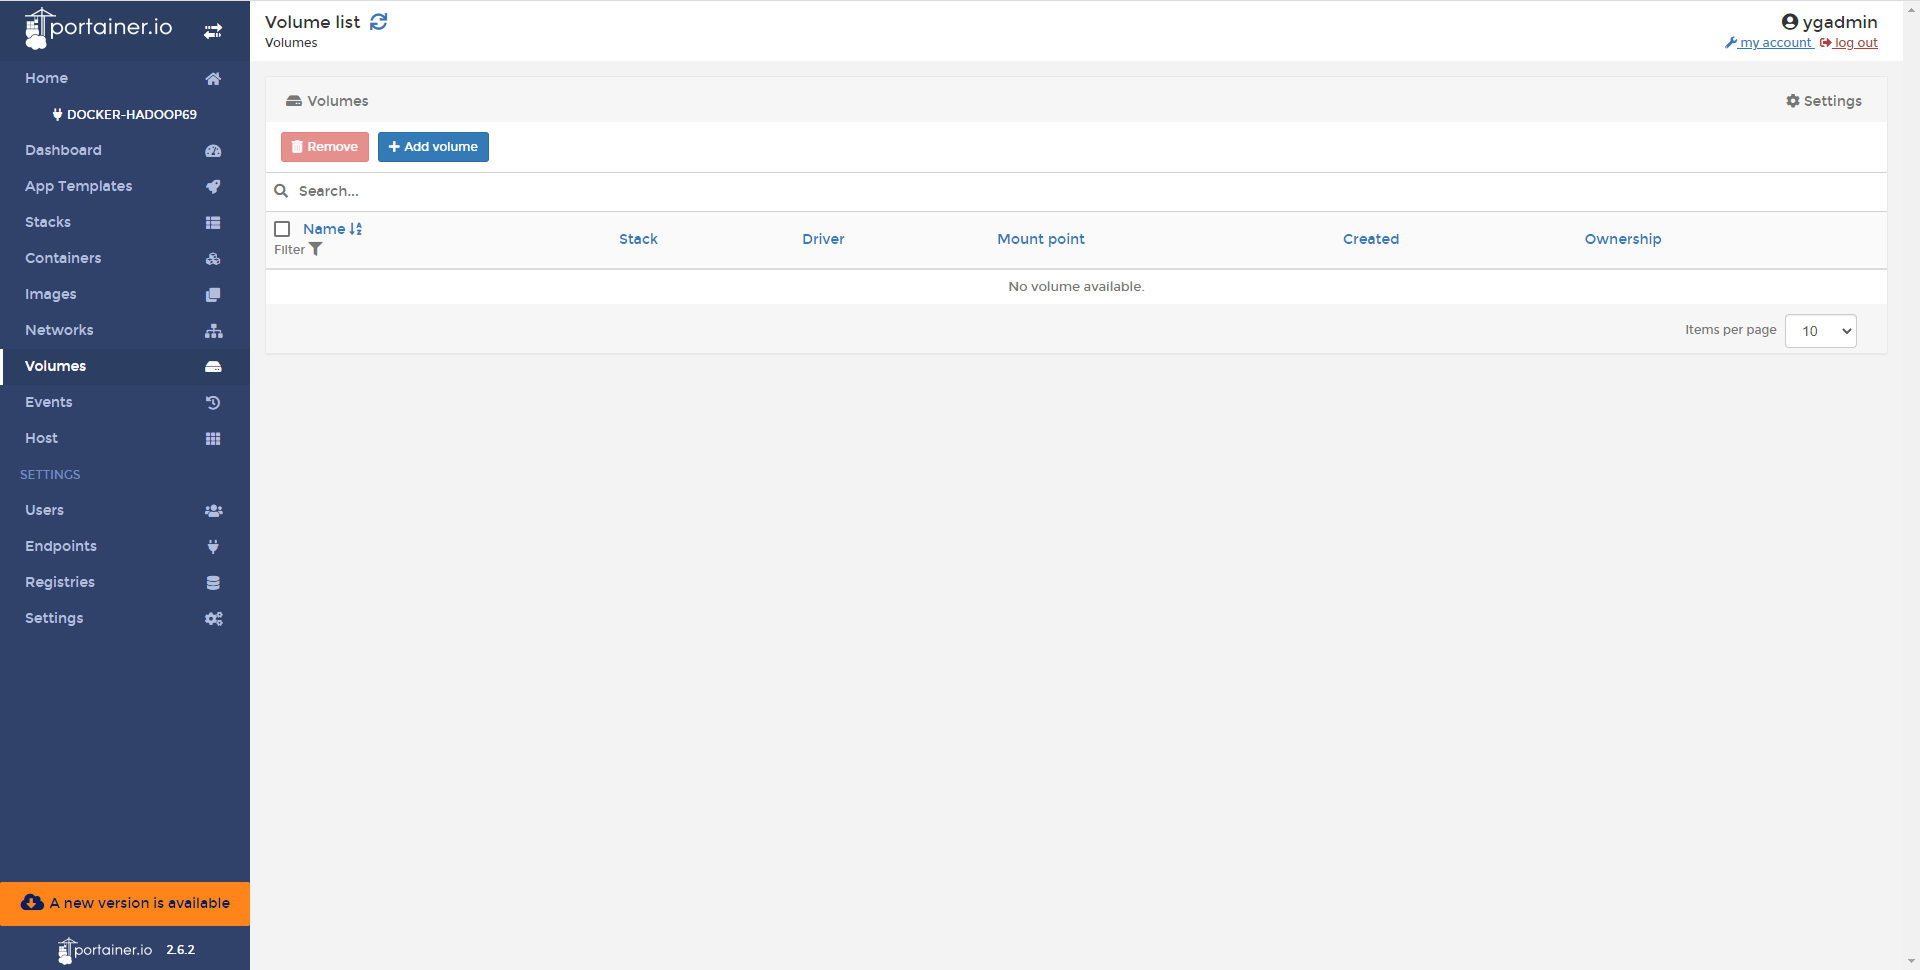 portainer.io
Home
DOCKER-HADOOP69
Dashboard
App Templates
Stacks
Containers
Images
Networks
Volumes
Events
Host
SETTINGS
Users
Endpoints
Registries
Settings
A new version is available
portainer.io 2.6.2
Volume list
Volumes
ygadmin
my account log out
Volumes Settings
Remove Add volume
Search...
Name Stack Driver Mount point Created Ownership
Filter
No volume available.
Items per page 10